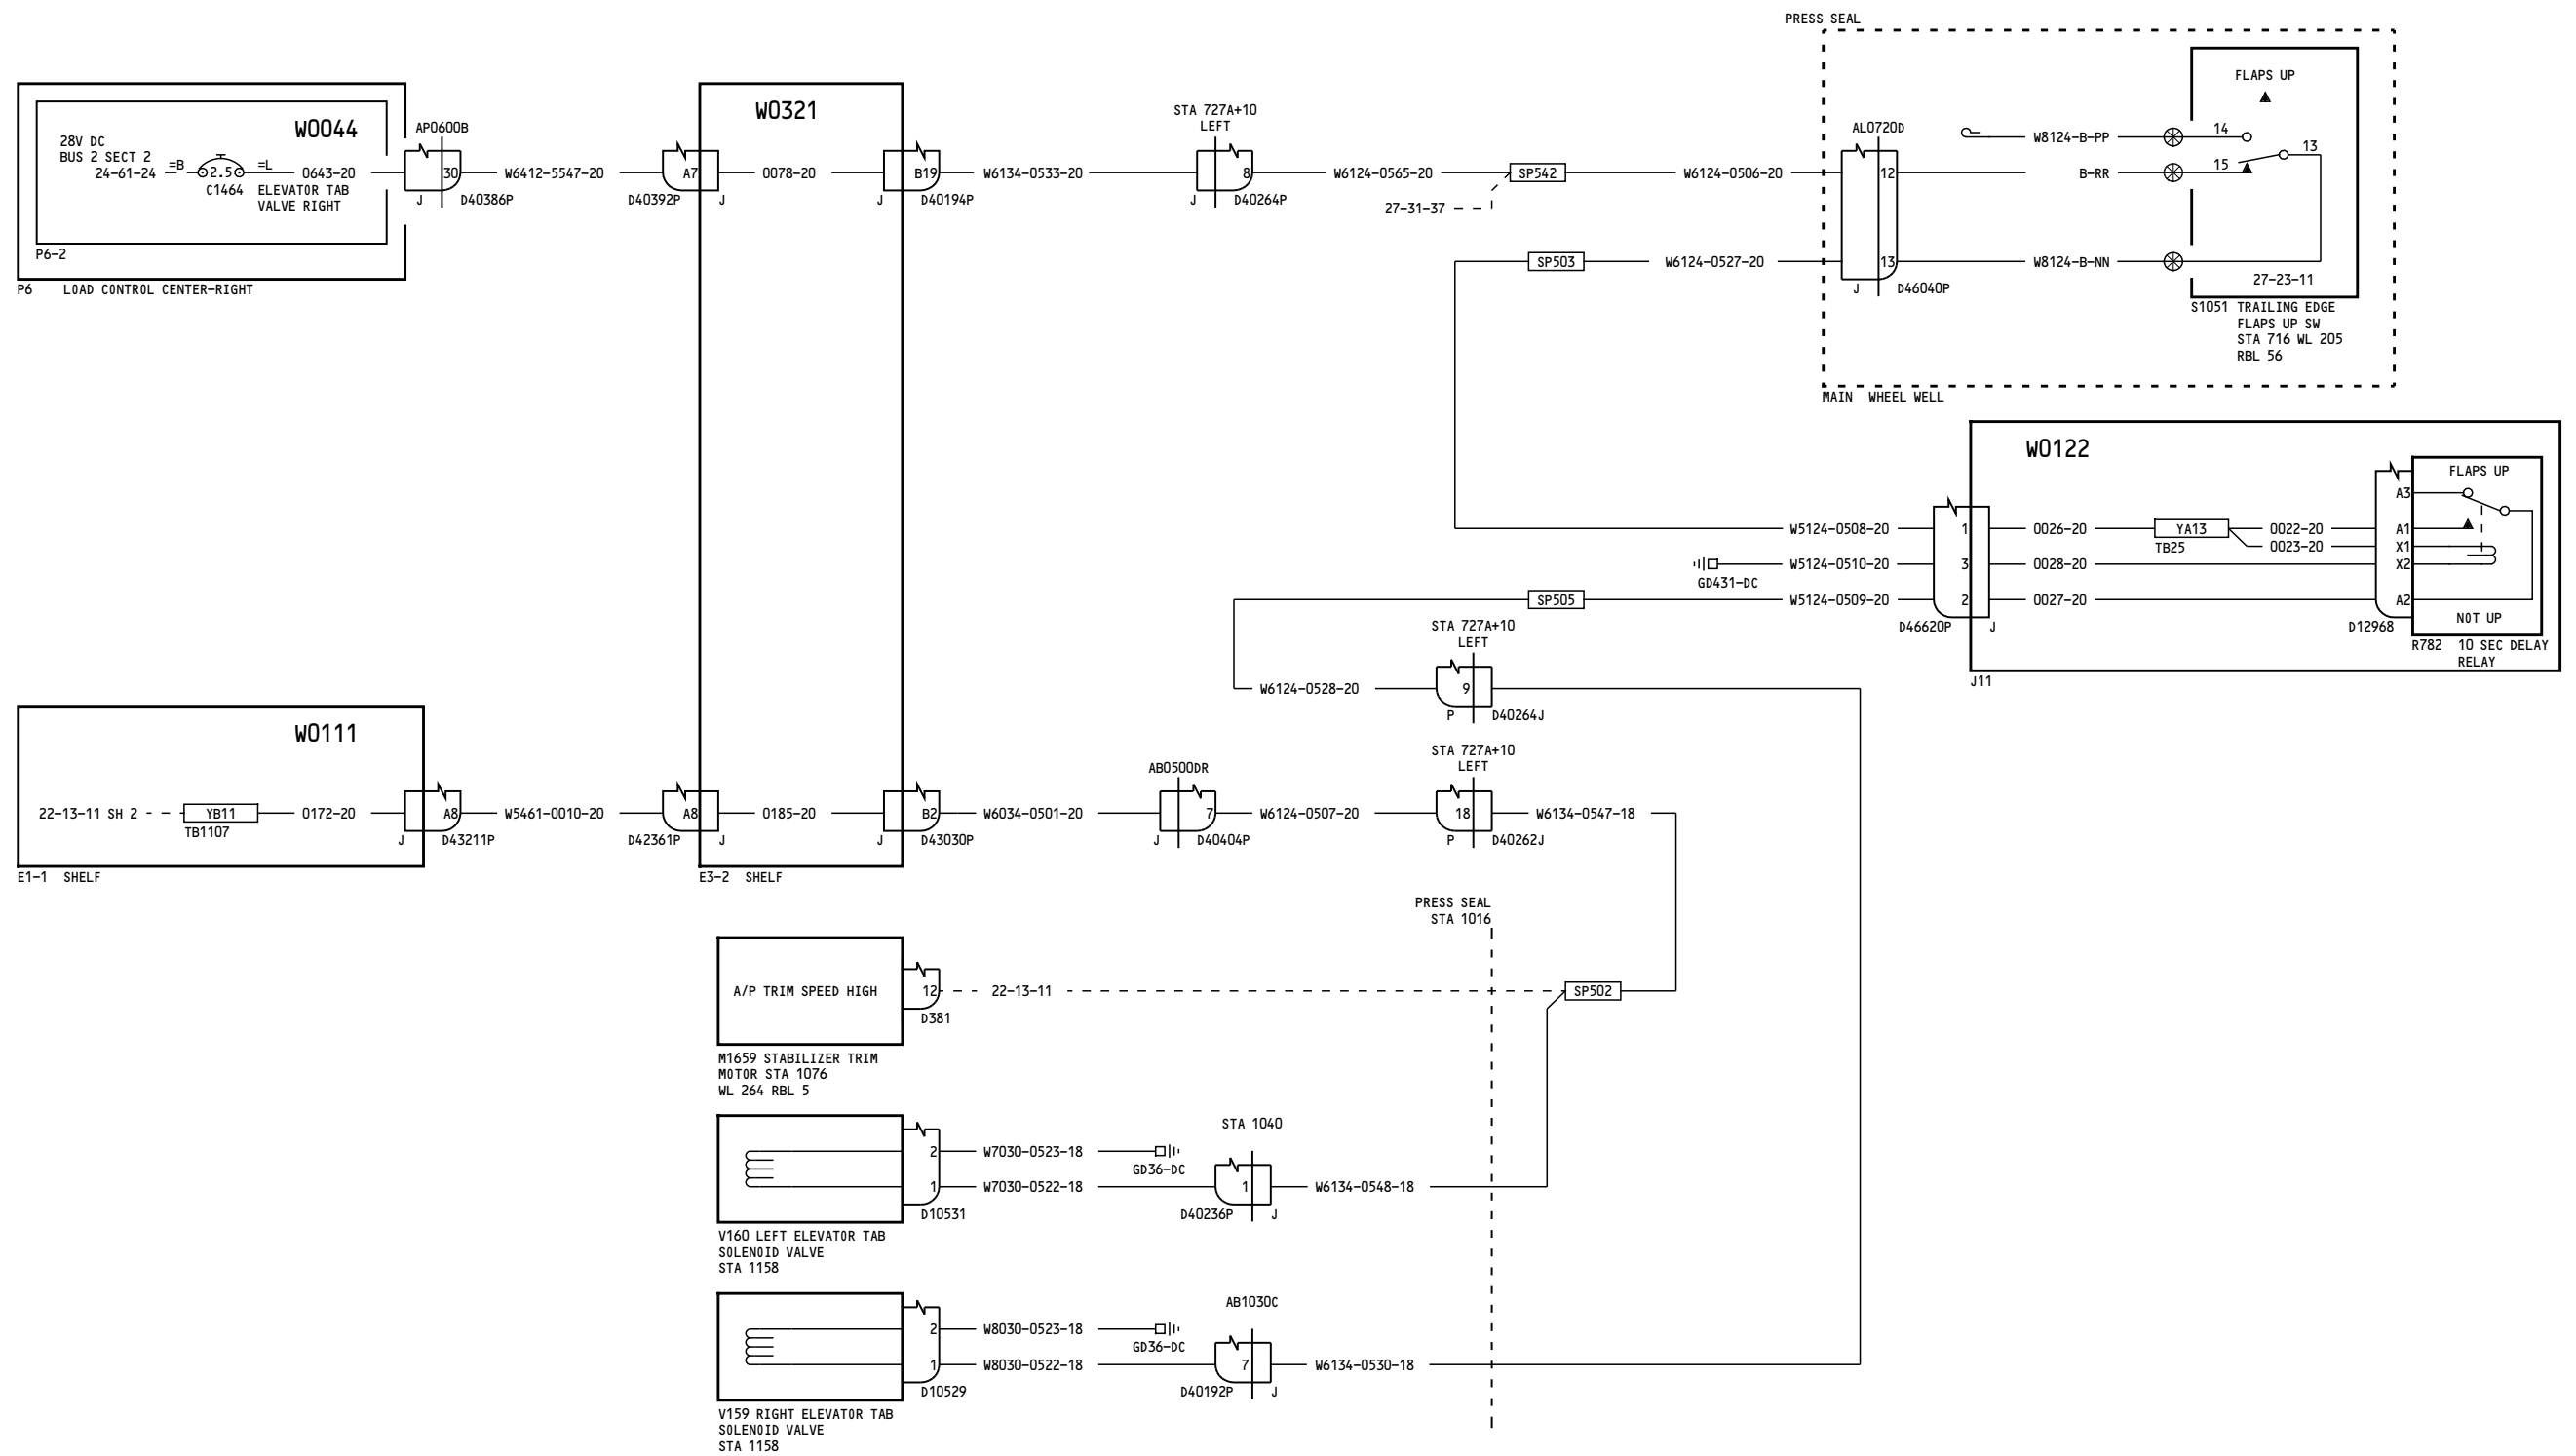 PRESS SEAL
FLAPS UP
W0044
28V DC
BUS 2 SECT 2
24-61-24
=B
2.5
=L
C1464
ELEVATOR TAB
VALVE RIGHT
0643-20
P6-2
P6 LOAD CONTROL CENTER-RIGHT
AP0600B
30
J
D40386P
W6412-5547-20
A7
D40392P
J
W0321
0078-20
B19
J
D40194P
W6134-0533-20
STA 727A+10
LEFT
8
J
D40264P
W6124-0565-20
SP542
27-31-37
W6124-0506-20
AL0720D
12
W8124-B-PP
14
13
B-RR
15
SP503
W6124-0527-20
13
J
D46040P
W8124-B-NN
27-23-11
S1051 TRAILING EDGE
FLAPS UP SW
STA 716 WL 205
RBL 56
MAIN WHEEL WELL
W0122
FLAPS UP
A3
W5124-0508-20
1
0026-20
YA13
TB25
0022-20
A1
0023-20
X1
GD431-DC
W5124-0510-20
3
0028-20
X2
SP505
W5124-0509-20
2
0027-20
A2
D46620P
J
D12968
NOT UP
R782 10 SEC DELAY
RELAY
J11
STA 727A+10
LEFT
W6124-0528-20
9
P
D40264J
W0111
22-13-11 SH 2
YB11
TB1107
0172-20
A8
J
D43211P
E1-1 SHELF
W5461-0010-20
A8
D42361P
J
0185-20
B2
J
D43030P
E3-2 SHELF
W6034-0501-20
AB0500DR
7
J
D40404P
W6124-0507-20
STA 727A+10
LEFT
18
P
D40262J
W6134-0547-18
PRESS SEAL
STA 1016
A/P TRIM SPEED HIGH
12
D381
22-13-11
SP502
M1659 STABILIZER TRIM
MOTOR STA 1076
WL 264 RBL 5
2
W7030-0523-18
GD36-DC
STA 1040
1
W7030-0522-18
1
W6134-0548-18
D10531
D40236P
J
V160 LEFT ELEVATOR TAB
SOLENOID VALVE
STA 1158
2
W8030-0523-18
GD36-DC
AB1030C
1
W8030-0522-18
7
W6134-0530-18
D10529
D40192P
J
V159 RIGHT ELEVATOR TAB
SOLENOID VALVE
STA 1158